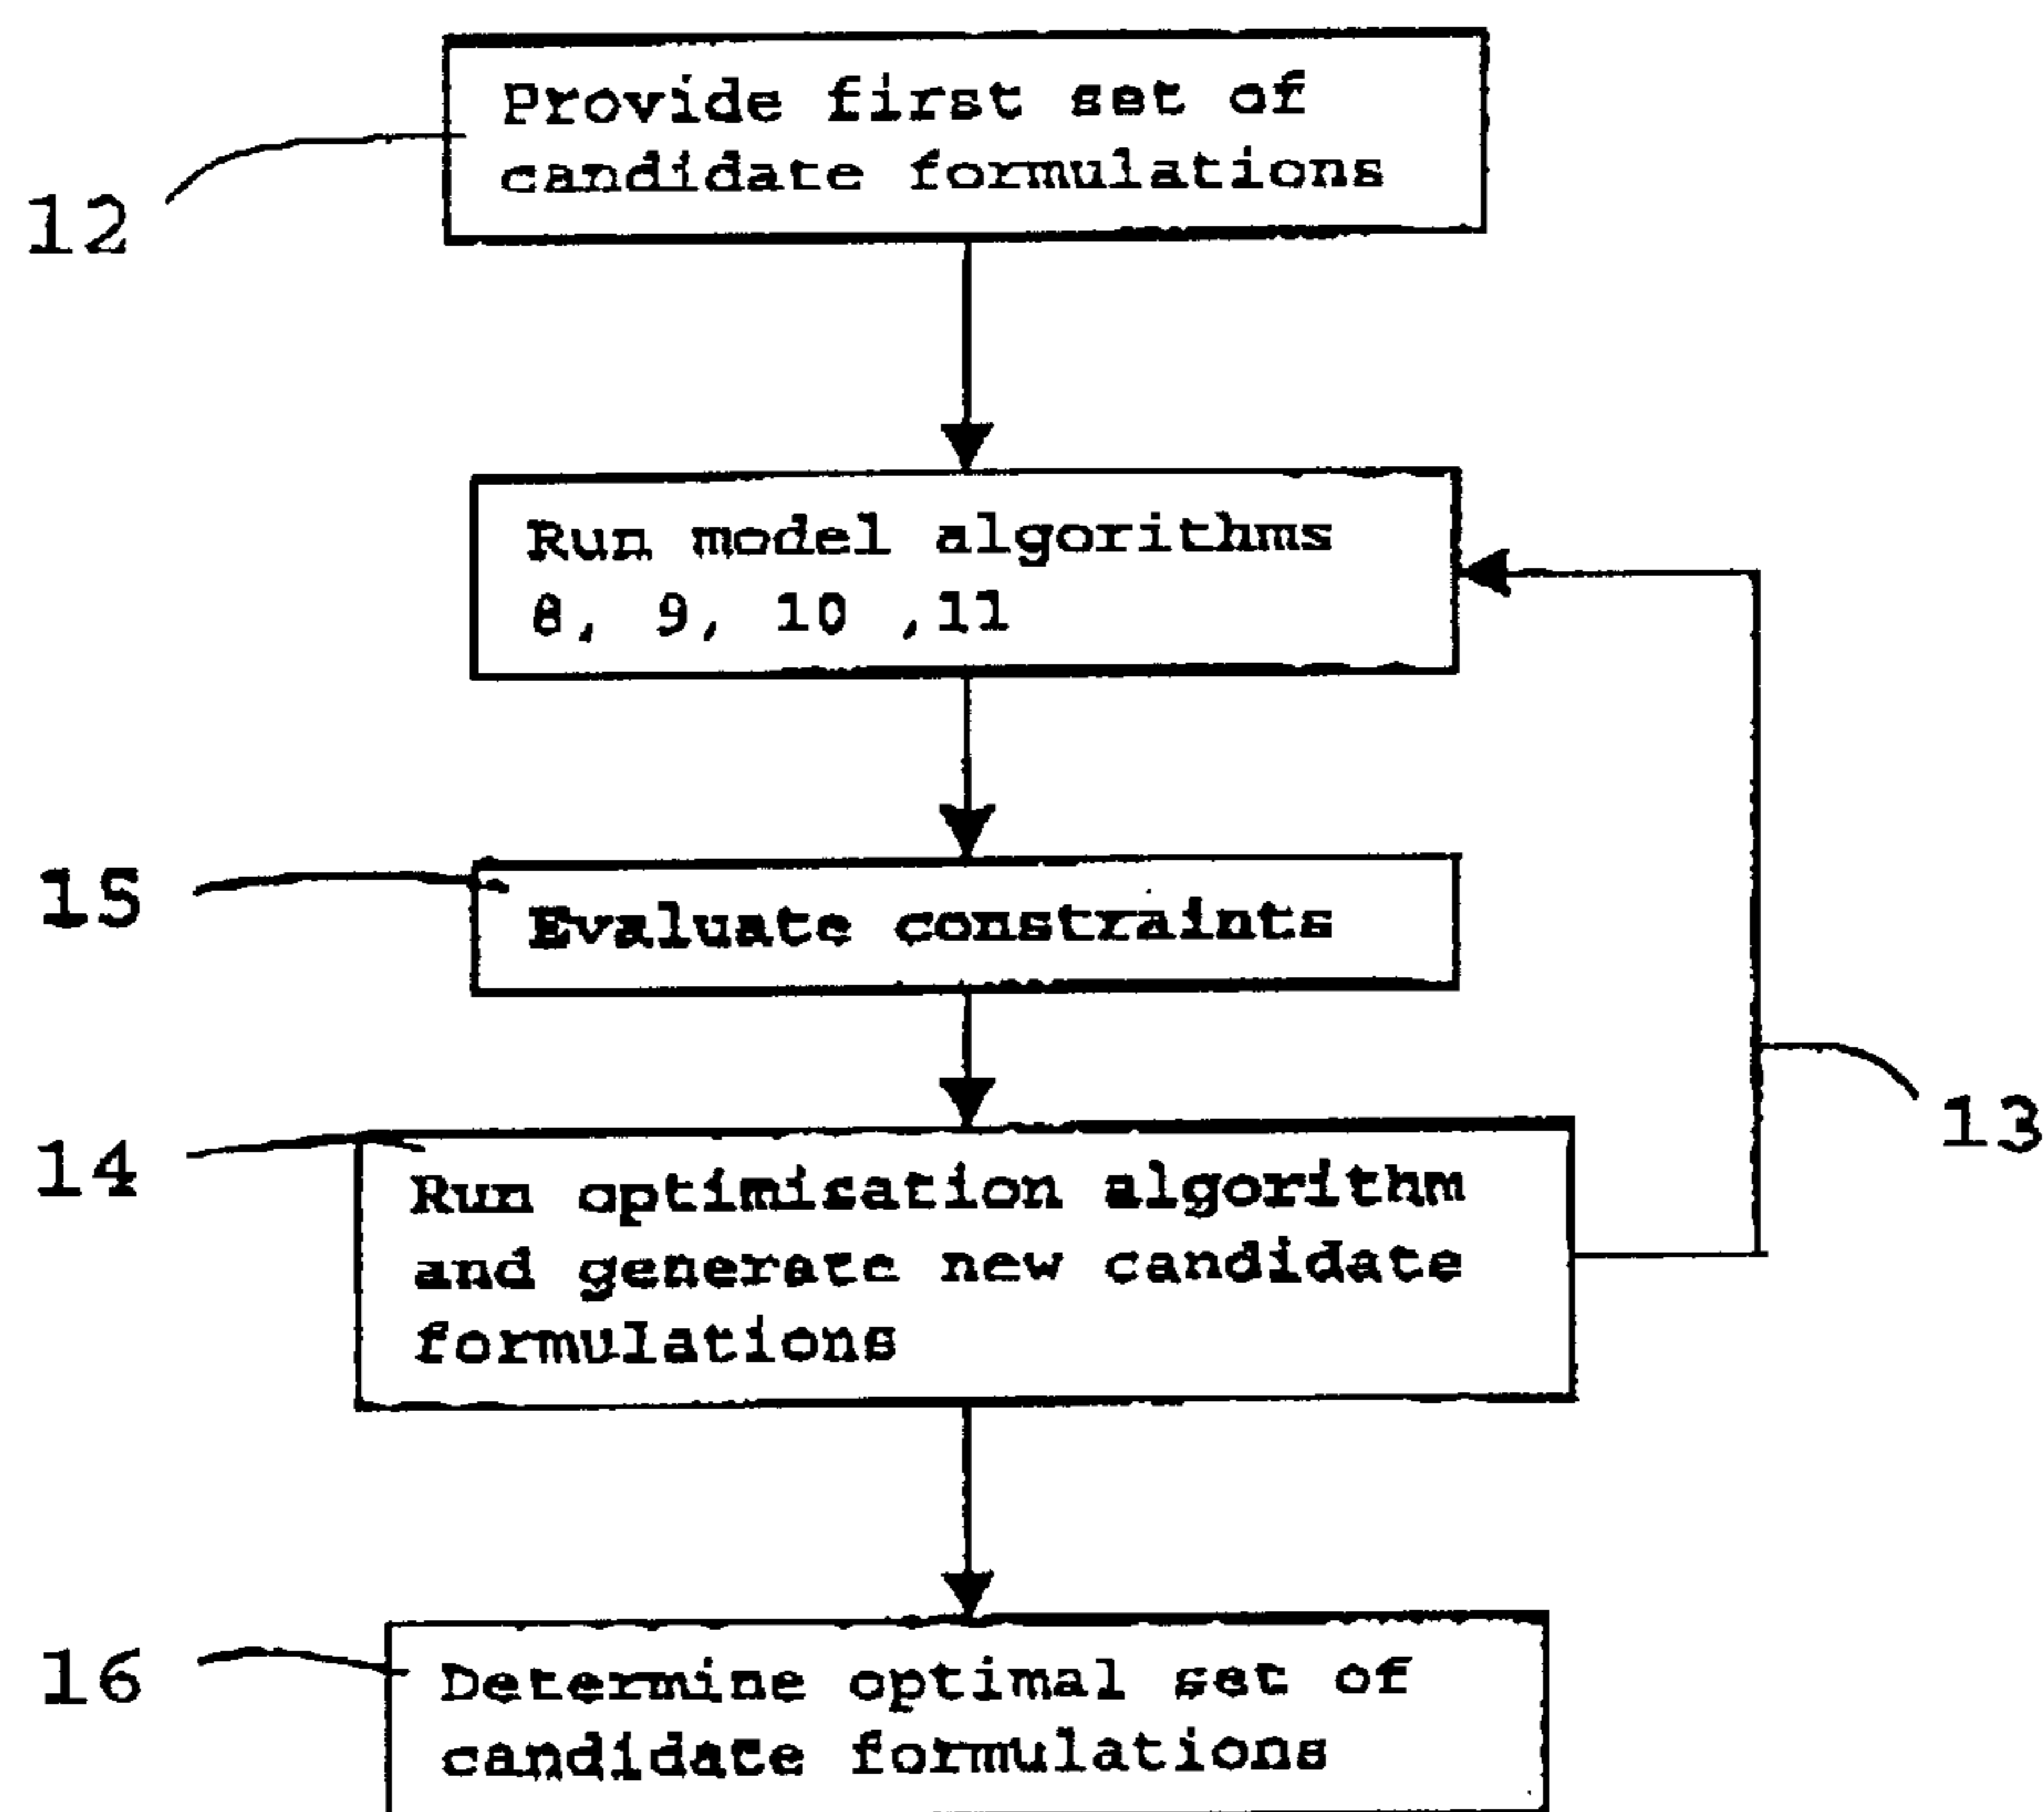 Provide first set of
candidate formulations
12
Run model algorithms
8, 9, 10 ,11
15
Evaluate constraints
13
14
Run optimisation algorithm
and generate new candidate
formulations
16
Determine optimal set of
candidate formulations